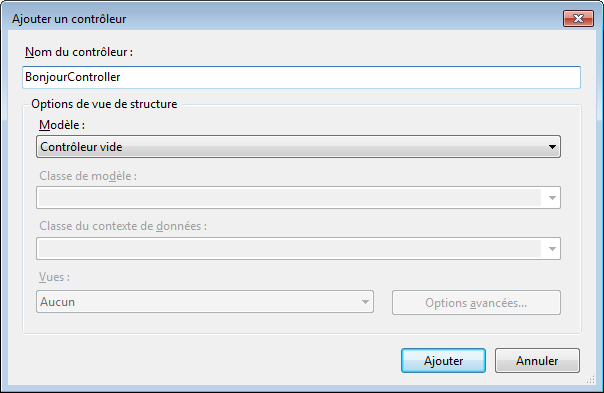 Ajouter un contrôleur
Nom du contrôleur :
BonjourController
Options de vue de structure
Modèle :
Contrôleur vide
Classe de modèle :
Classe du contexte de données :
Vues :
Aucun
Options avancées...
Ajouter
Annuler